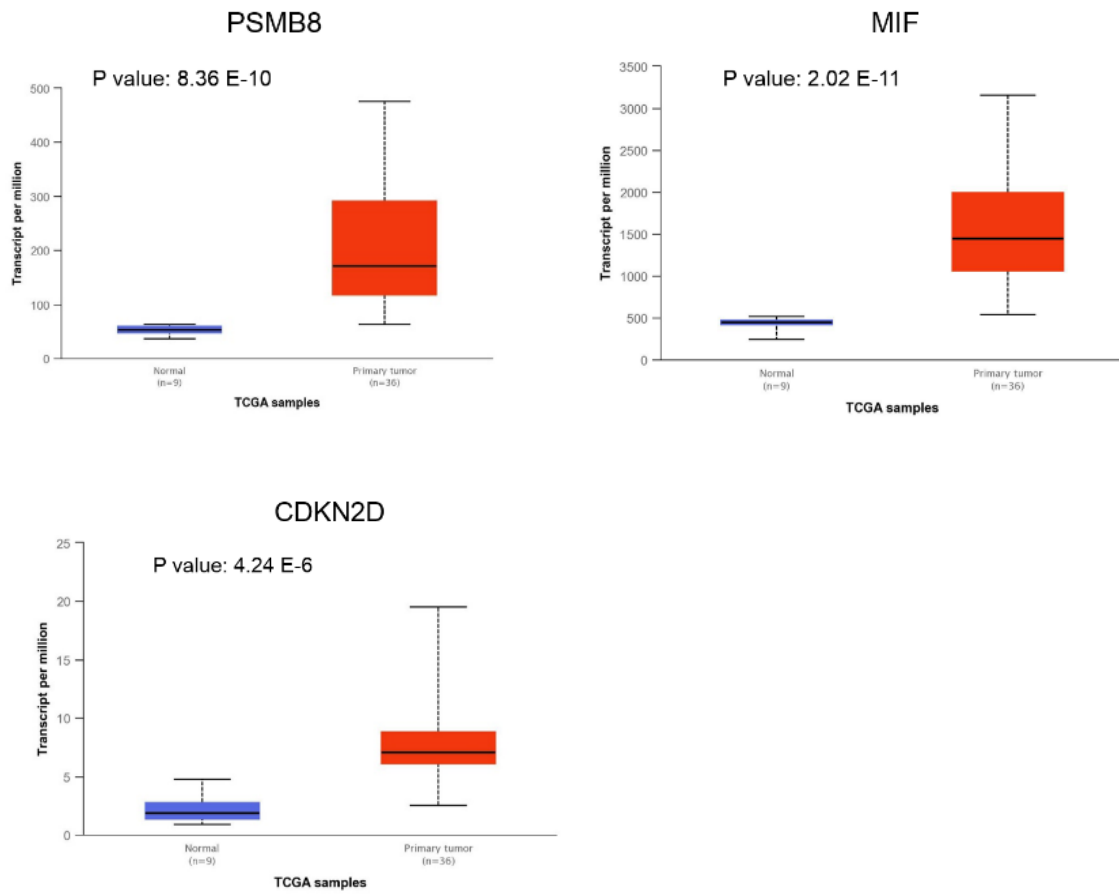 PSMB8
P value: 8.36 E-10
Transcript per million
500
400
300
200
100
0
Normal
(n=9)
Primary tumor
(n=36)
TCGA samples
MIF
P value: 2.02 E-11
Transcript per million
3500
3000
2500
2000
1500
1000
500
0
Normal
(n=9)
Primary tumor
(n=36)
TCGA samples
CDKN2D
P value: 4.24 E-6
Transcript per million
25
20
15
10
5
0
Normal
(n=9)
Primary tumor
(n=36)
TCGA samples